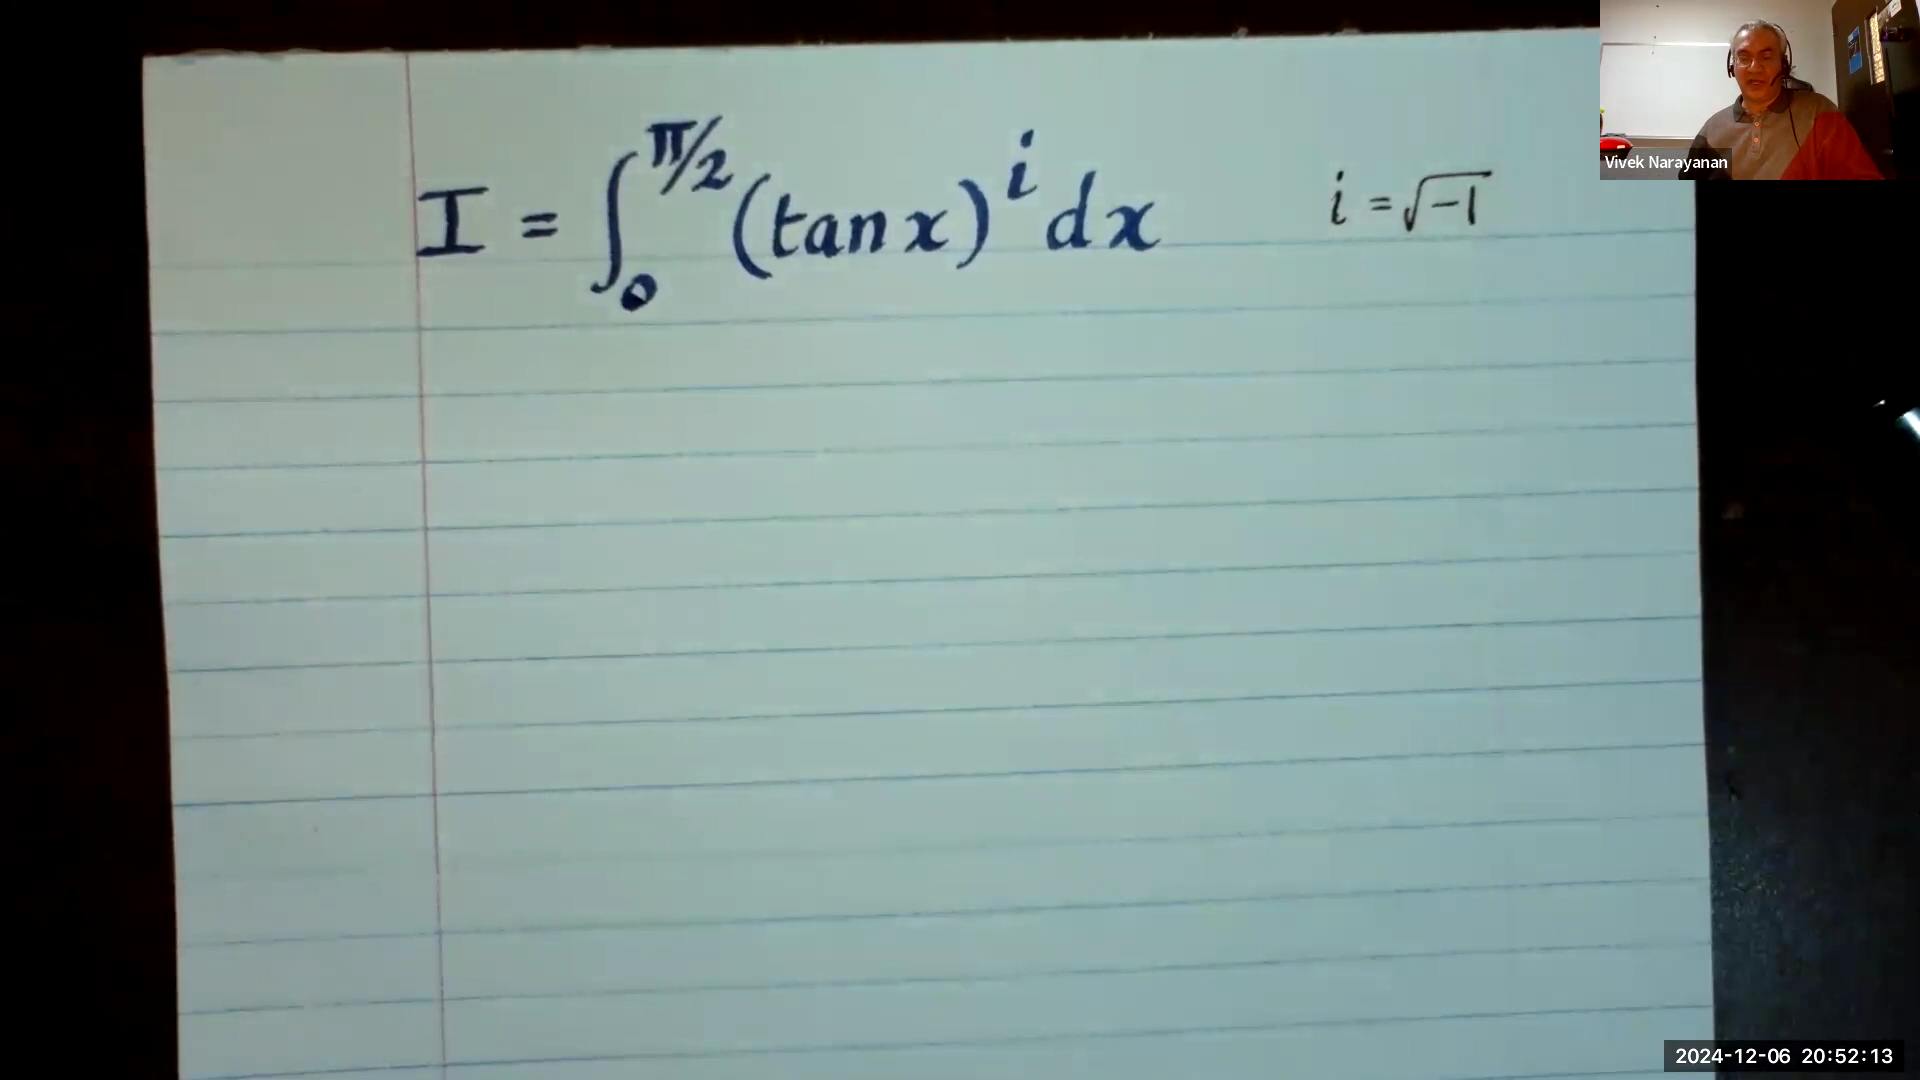 I = ∫₀^{π/2} (tan x)^i dx    i = √-1
Vivek Narayanan
2024-12-06 20:52:13